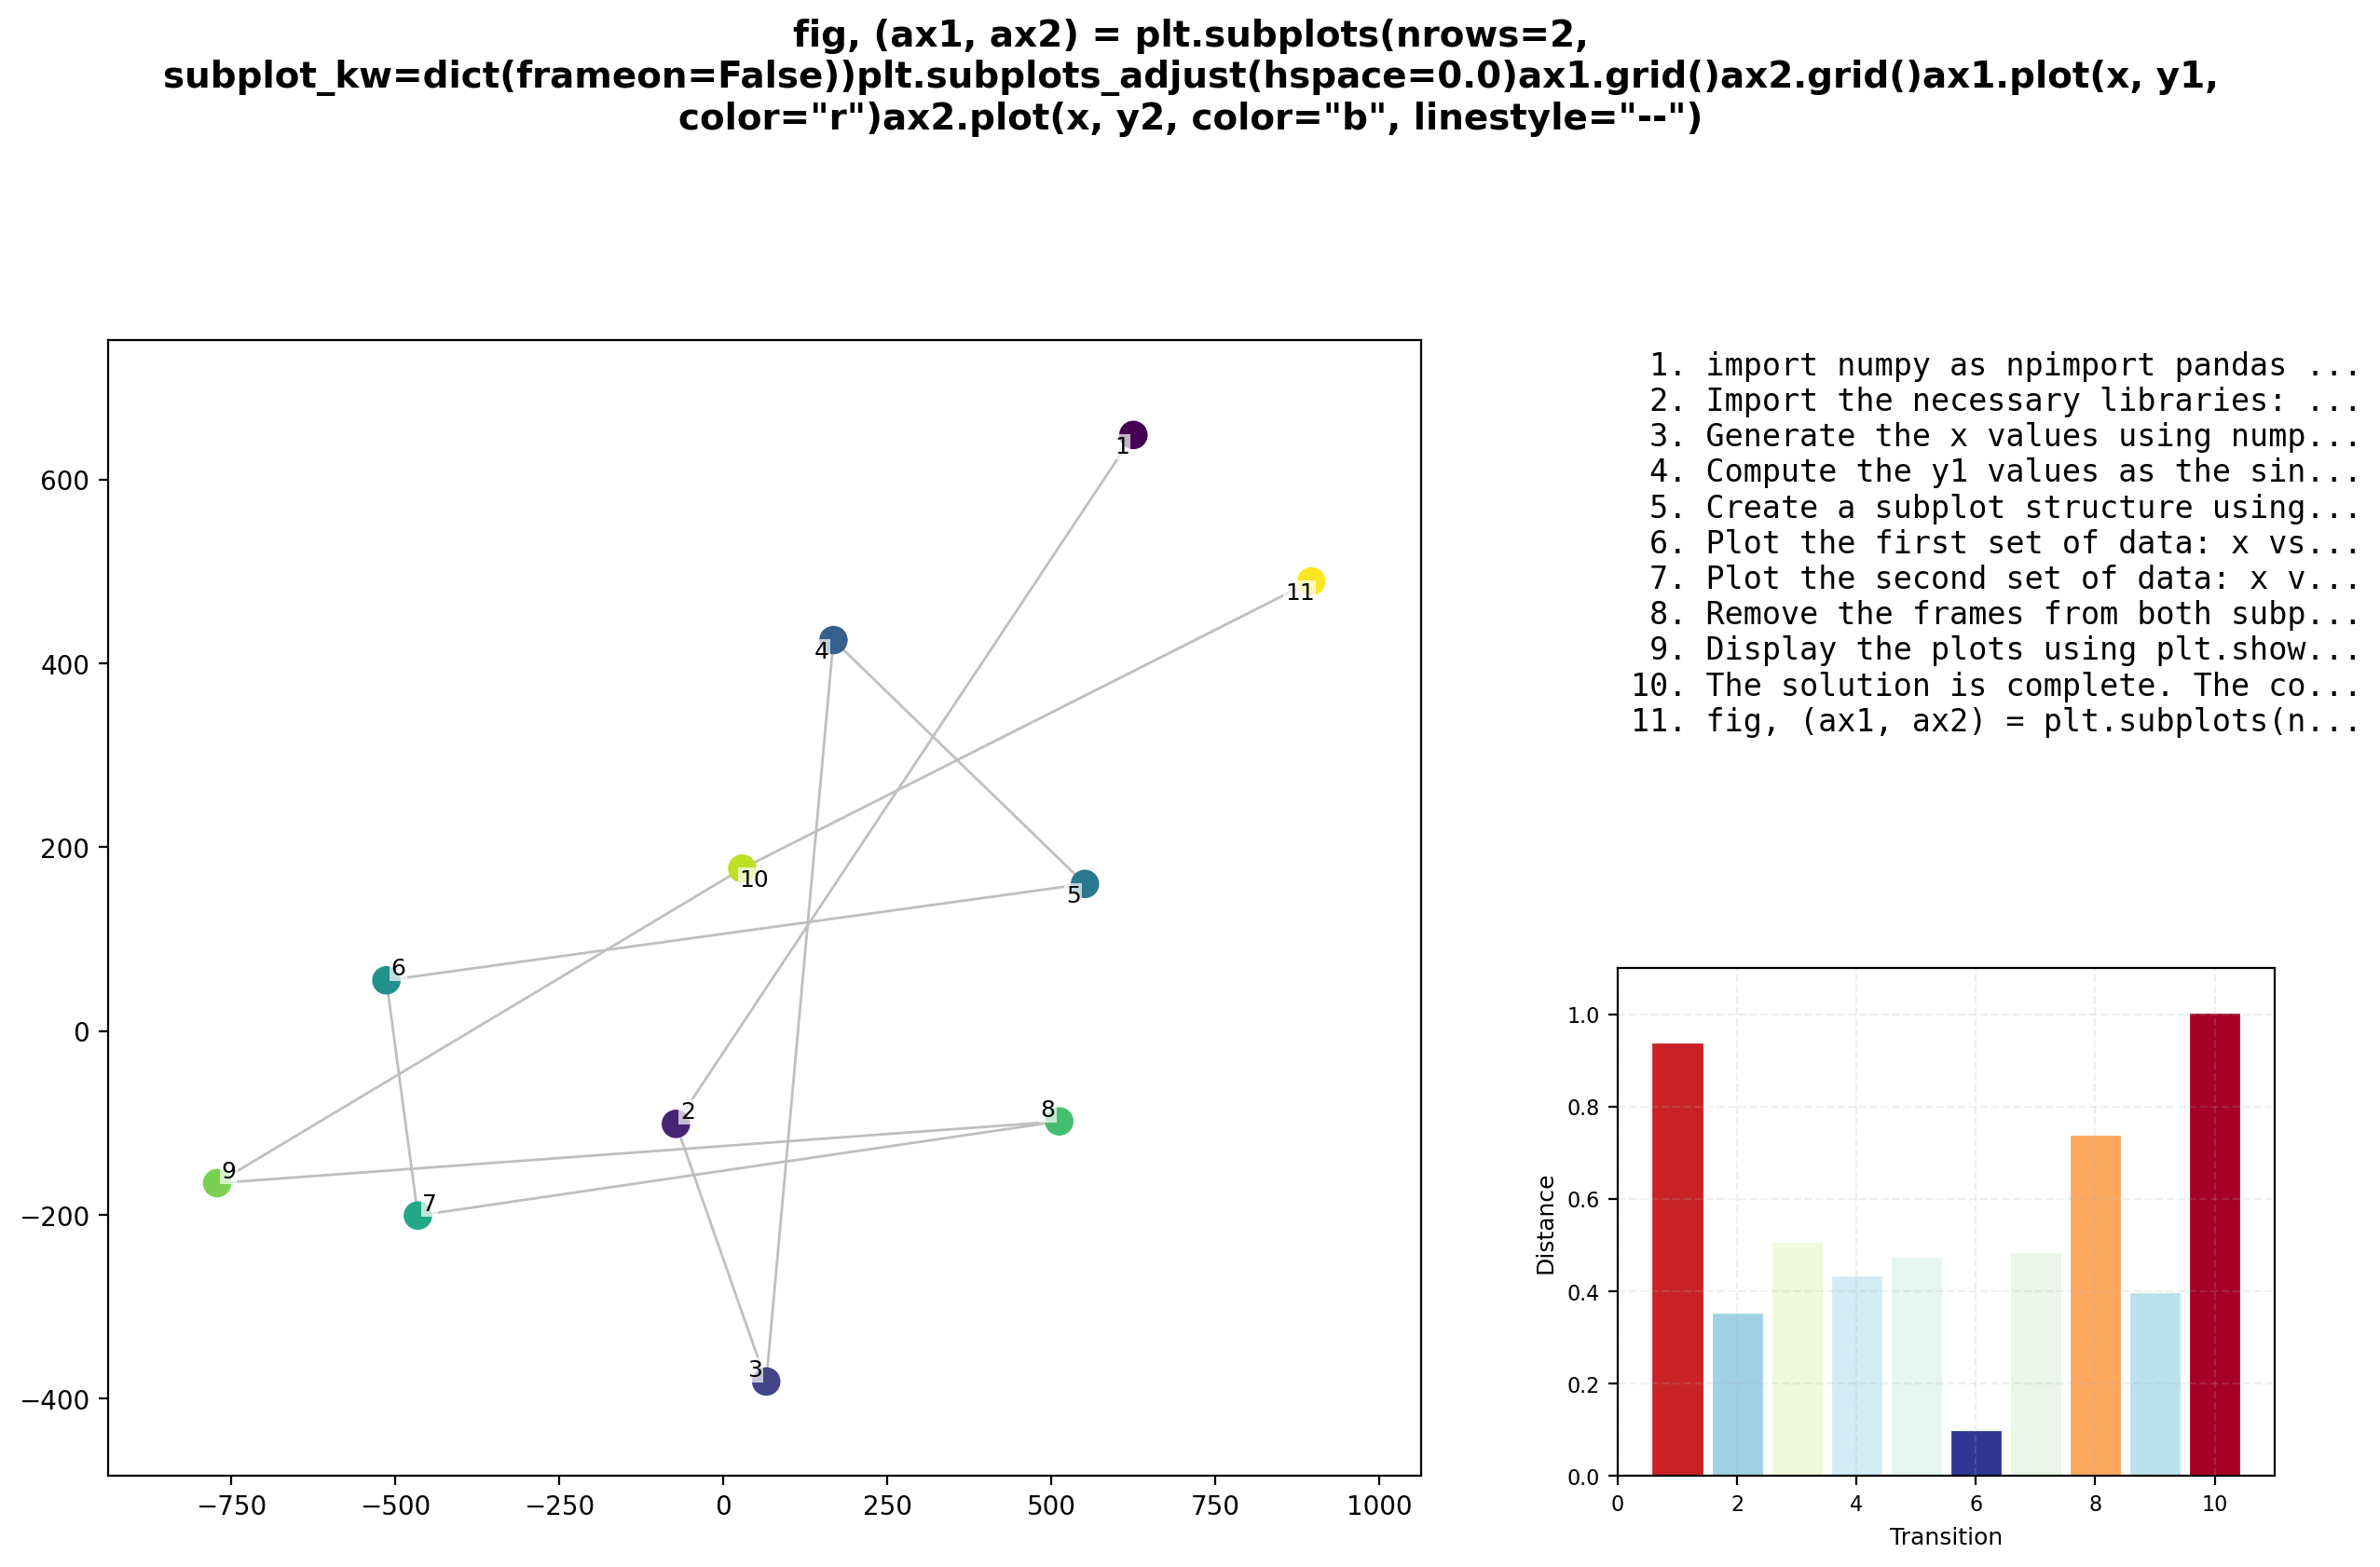 fig, (ax1, ax2) = plt.subplots(nrows=2,
subplot_kw=dict(frameon=False))plt.subplots_adjust(hspace=0.0)ax1.grid()ax2.grid()ax1.plot(x, y1,
color="r")ax2.plot(x, y2, color="b", linestyle="--")
1. import numpy as npimport pandas ...
2. Import the necessary libraries: ...
3. Generate the x values using nump...
4. Compute the y1 values as the sin...
5. Create a subplot structure using...
6. Plot the first set of data: x vs...
7. Plot the second set of data: x v...
8. Remove the frames from both subp...
9. Display the plots using plt.show...
10. The solution is complete. The co...
11. fig, (ax1, ax2) = plt.subplots(n...
600
400
200
0
−200
−400
−750
−500
−250
0
250
500
750
1000
1
11
4
10
5
6
2
8
9
7
3
1.0
0.8
0.6
0.4
0.2
0.0
Distance
0
2
4
6
8
10
Transition